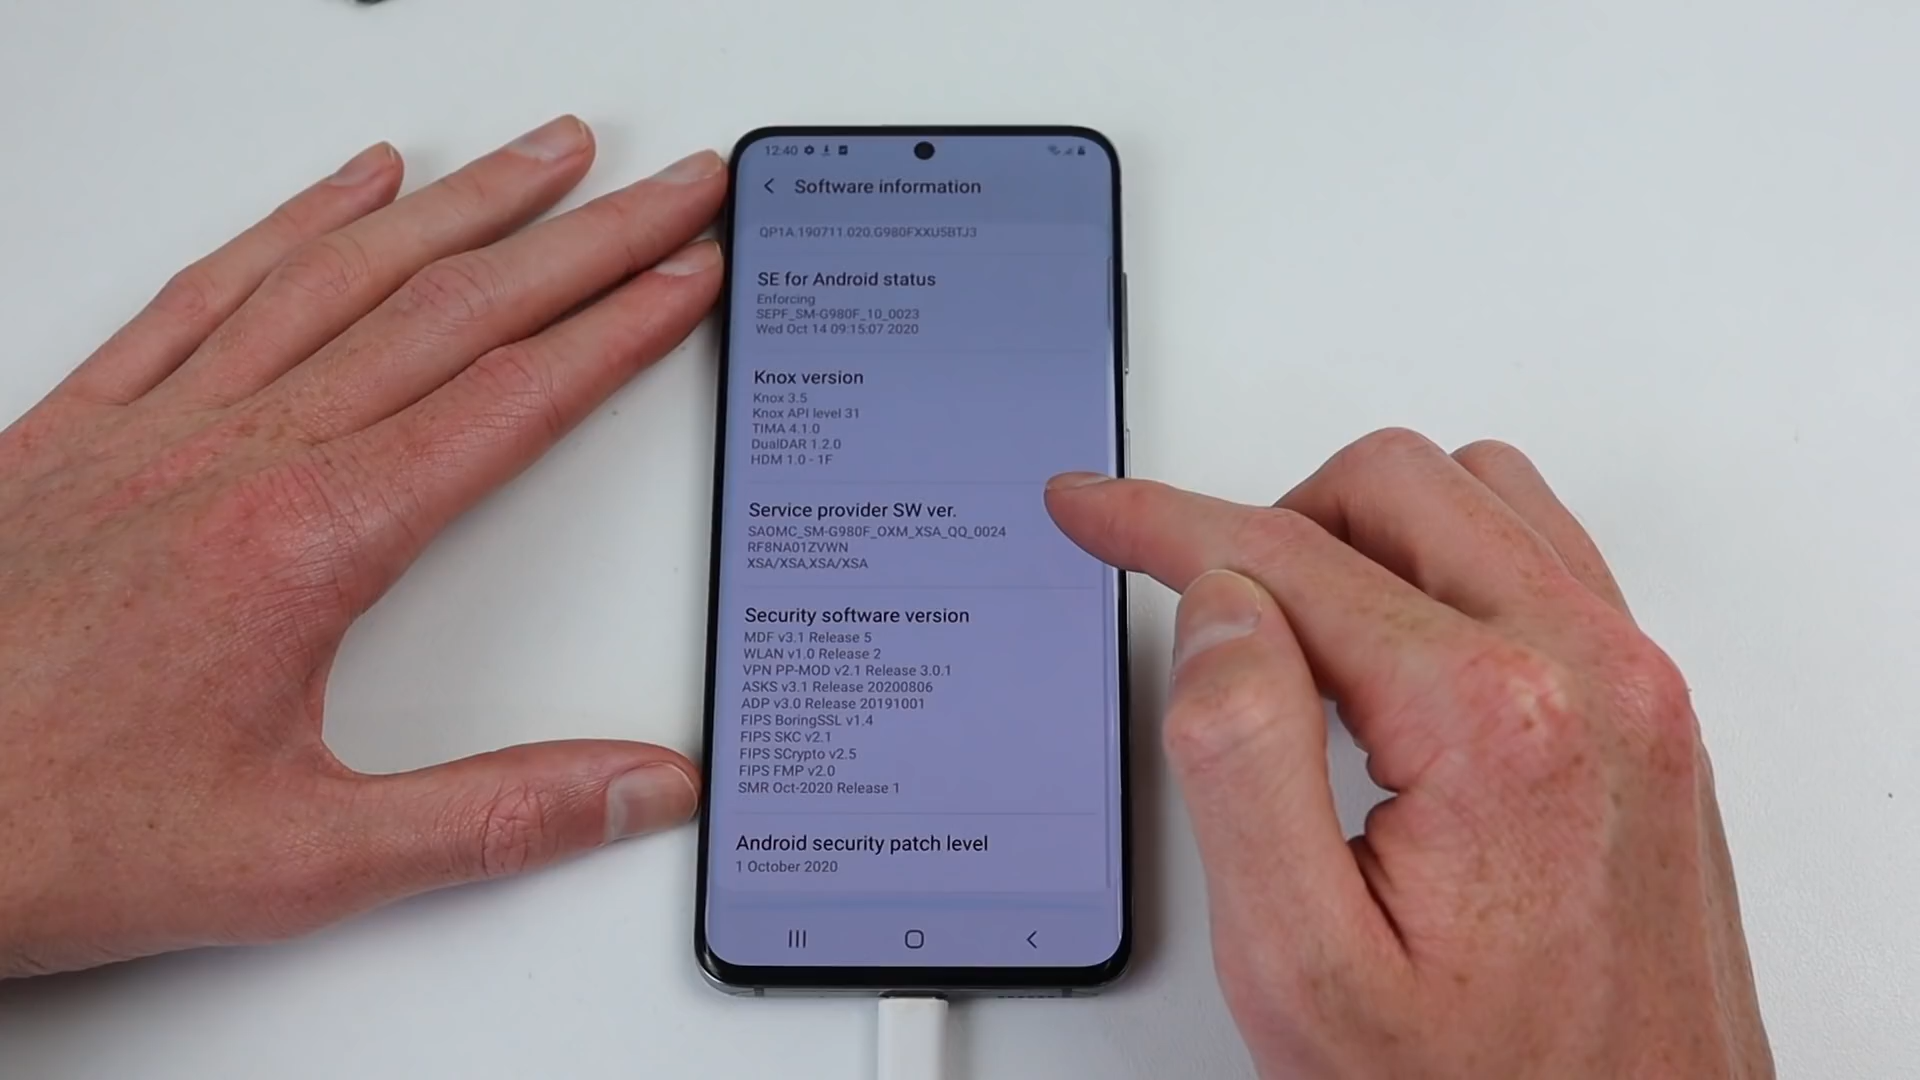 12:40
Software information
QP1A.190711.020.G980FXXU5BTJ3
SE for Android status
Enforcing
SEPF_SM-G980F_10_0023
Wed Oct 14 09:15:07 2020
Knox version
Knox 3.5
Knox API level 31
TIMA 4.1.0
DualDAR 1.2.0
HDM 1.0 - 1F
Service provider SW ver.
SAOMC_SM-G980F_OXM_XSA_QQ_0024
RF8NA01ZVWN
XSA/XSA,XSA/XSA
Security software version
MDF v3.1 Release 5
WLAN v1.0 Release 2
VPN PP-MOD v2.1 Release 3.0.1
ASKS v3.1 Release 20200806
ADP v3.0 Release 20191001
FIPS BoringSSL v1.4
FIPS SKC v2.1
FIPS SCrypto v2.5
FIPS FMP v2.0
SMR Oct-2020 Release 1
Android security patch level
1 October 2020